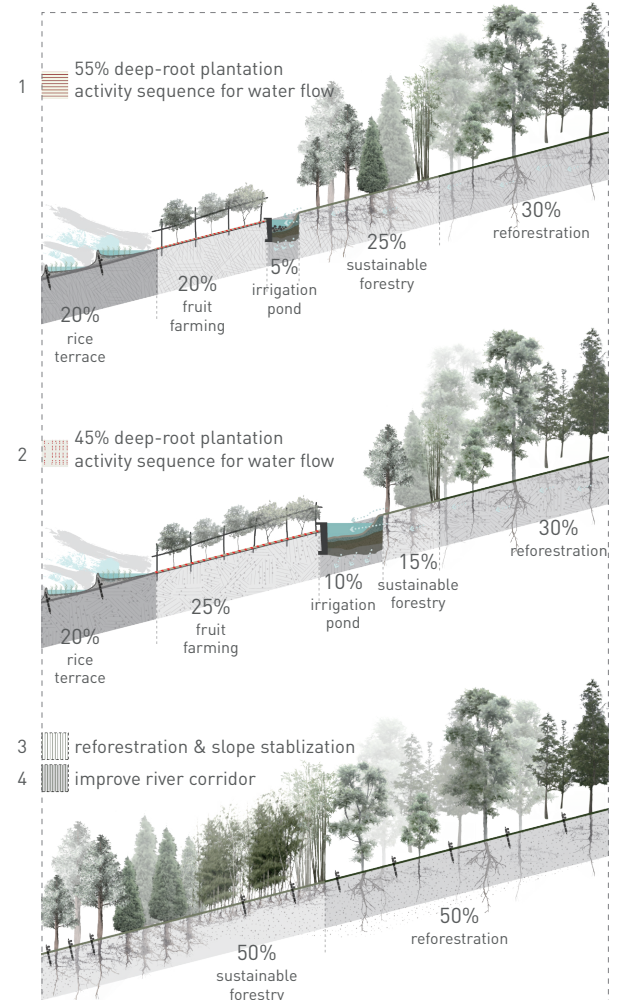 1
55% deep-root plantation
activity sequence for water flow
30%
reforestration
25%
sustainable
forestry
5%
irrigation
pond
20%
fruit
farming
20%
rice
terrace
2
45% deep-root plantation
activity sequence for water flow
30%
reforestration
15%
sustainable
forestry
10%
irrigation
pond
25%
fruit
farming
20%
rice
terrace
3 reforestration & slope stablization
4 improve river corridor
50%
reforestration
50%
sustainable
forestry